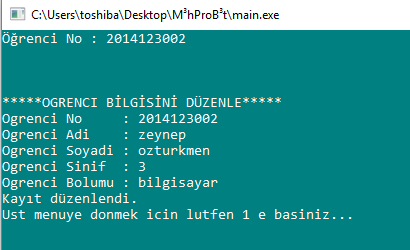 C:\Users\toshiba\Desktop\M³hProB³t\main.exe
Öğrenci No : 2014123002
*****OGRENCI BİLGİSİNİ DÜZENLE*****
Ogrenci No : 2014123002
Ogrenci Adi : zeynep
Ogrenci Soyadi : ozturkmen
Ogrenci Sinif : 3
Ogrenci Bolumu : bilgisayar
Kayıt düzenlendi.
Ust menuye donmek icin lutfen 1 e basiniz...